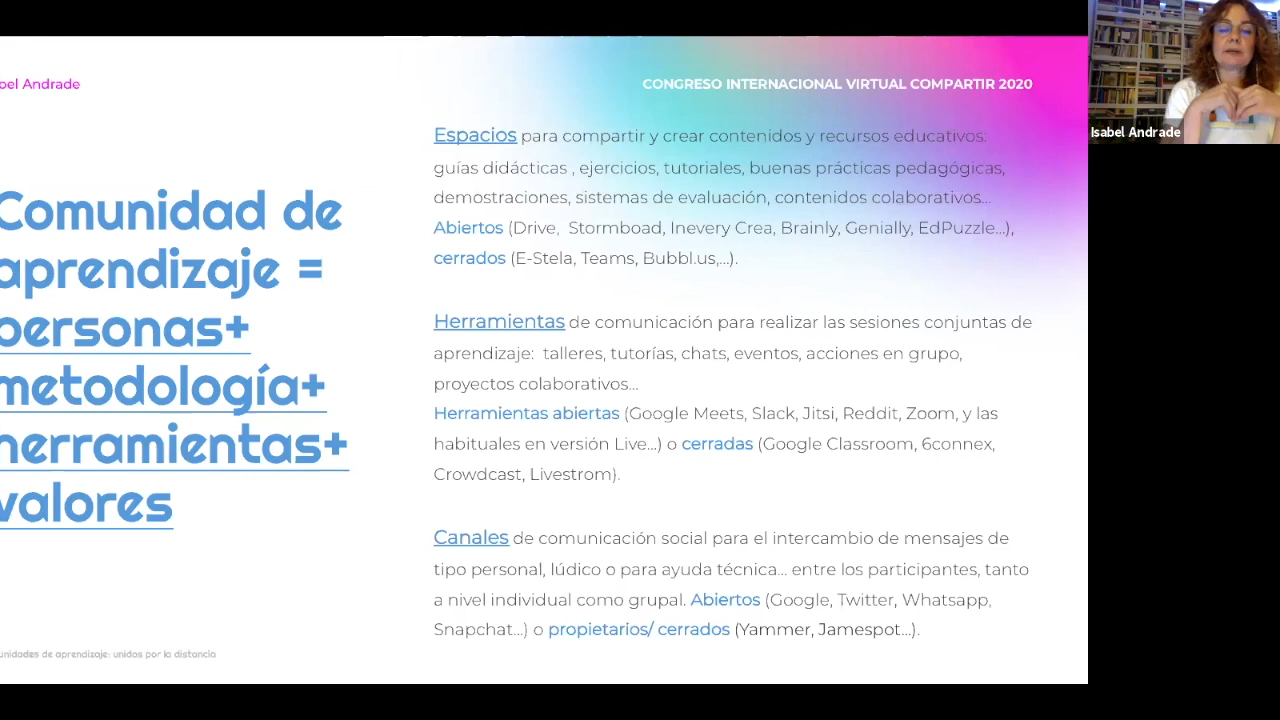 bel Andrade
CONGRESO INTERNACIONAL VIRTUAL COMPARTIR 2020
Comunidad de
aprendizaje =
personas+
metodología+
herramientas+
valores
Espacios para compartir y crear contenidos y recursos educativos:
guías didácticas , ejercicios, tutoriales, buenas prácticas pedagógicas,
demostraciones, sistemas de evaluación, contenidos colaborativos...
Abiertos (Drive, Stormboad, Inevery Crea, Brainly, Genially, EdPuzzle...),
cerrados (E-Stela, Teams, Bubbl.us,...).
Herramientas de comunicación para realizar las sesiones conjuntas de
aprendizaje: talleres, tutorías, chats, eventos, acciones en grupo,
proyectos colaborativos...
Herramientas abiertas (Google Meets, Slack, Jitsi, Reddit, Zoom, y las
habituales en versión Live...) o cerradas (Google Classroom, 6connex,
Crowdcast, Livestrom).
Canales de comunicación social para el intercambio de mensajes de
tipo personal, lúdico o para ayuda técnica... entre los participantes, tanto
a nivel individual como grupal. Abiertos (Google, Twitter, Whatsapp,
Snapchat...) o propietarios/ cerrados (Yammer, Jamespot...).
unidades de aprendizaje: unidos por la distancia
Isabel Andrade